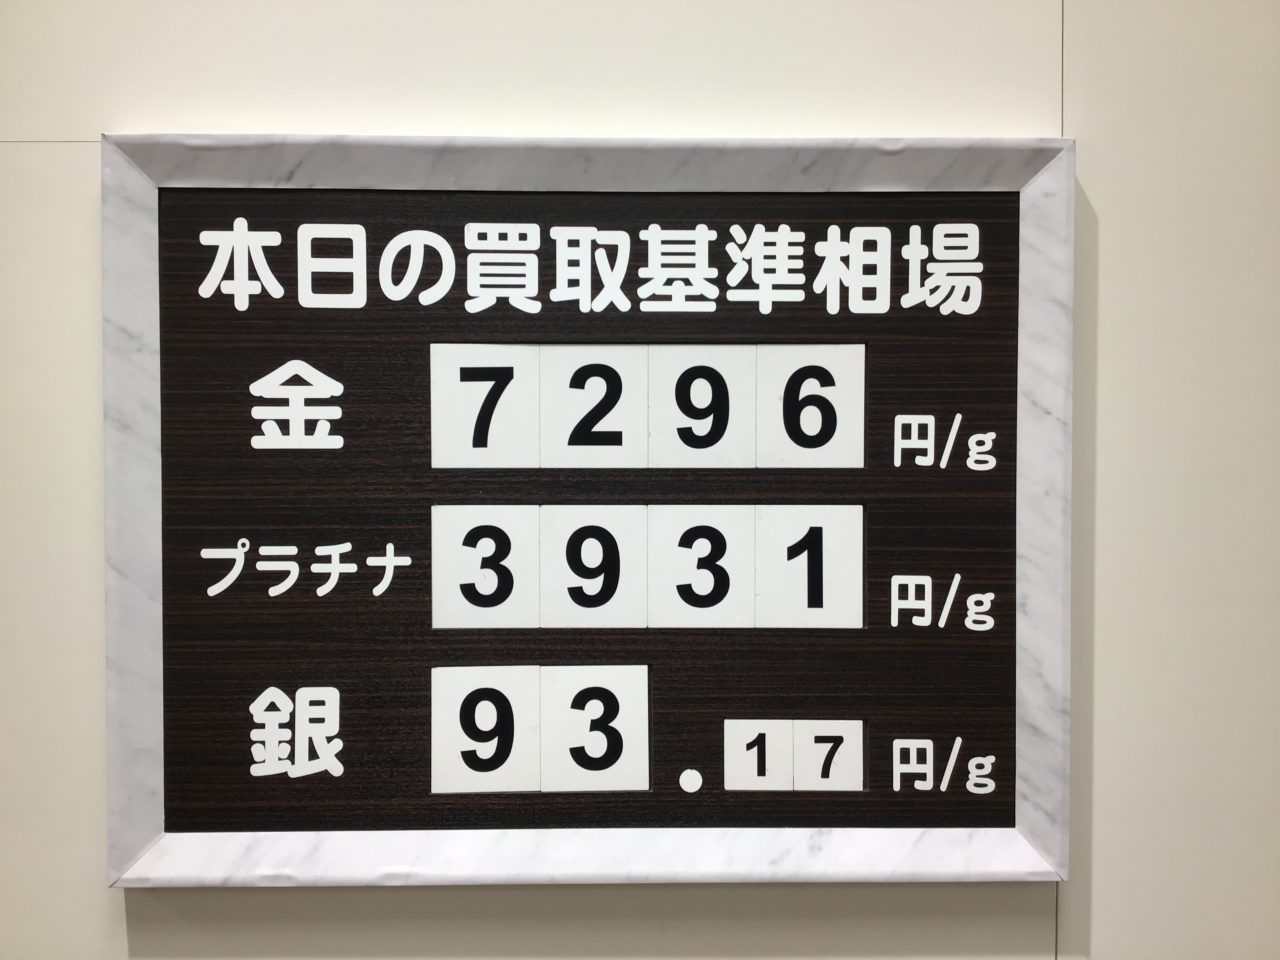 本日の買取基準相場
金 7296 円/g
プラチナ 3931 円/g
銀 93.17 円/g